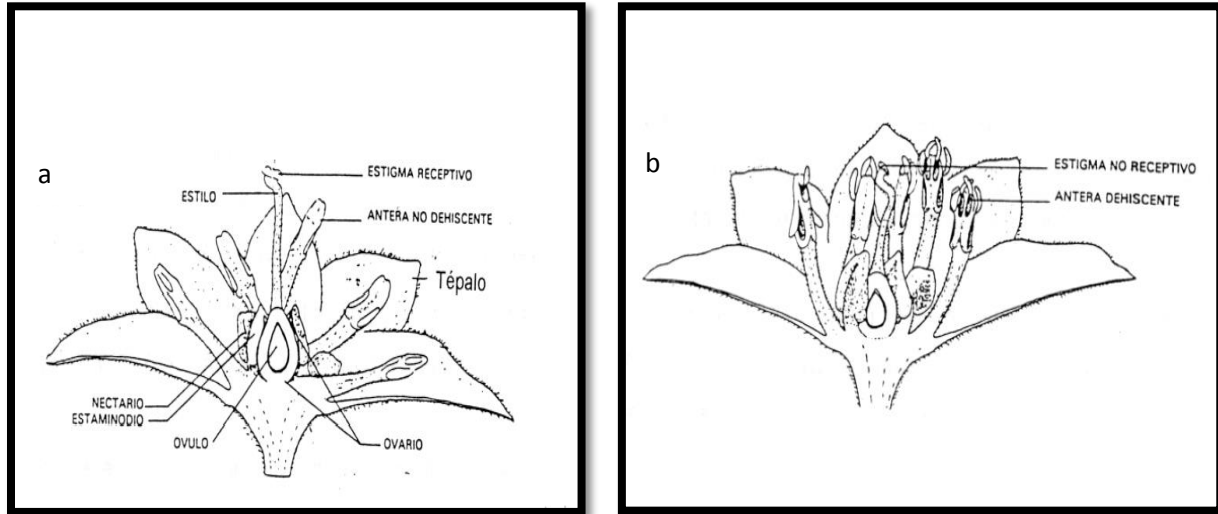 a
ESTIGMA RECEPTIVO
ESTILO
ANTERA NO DEHISCENTE
Tépalo
NECTARIO
ESTAMINODIO
OVULO
OVARIO
b
ESTIGMA NO RECEPTIVO
ANTERA DEHISCENTE